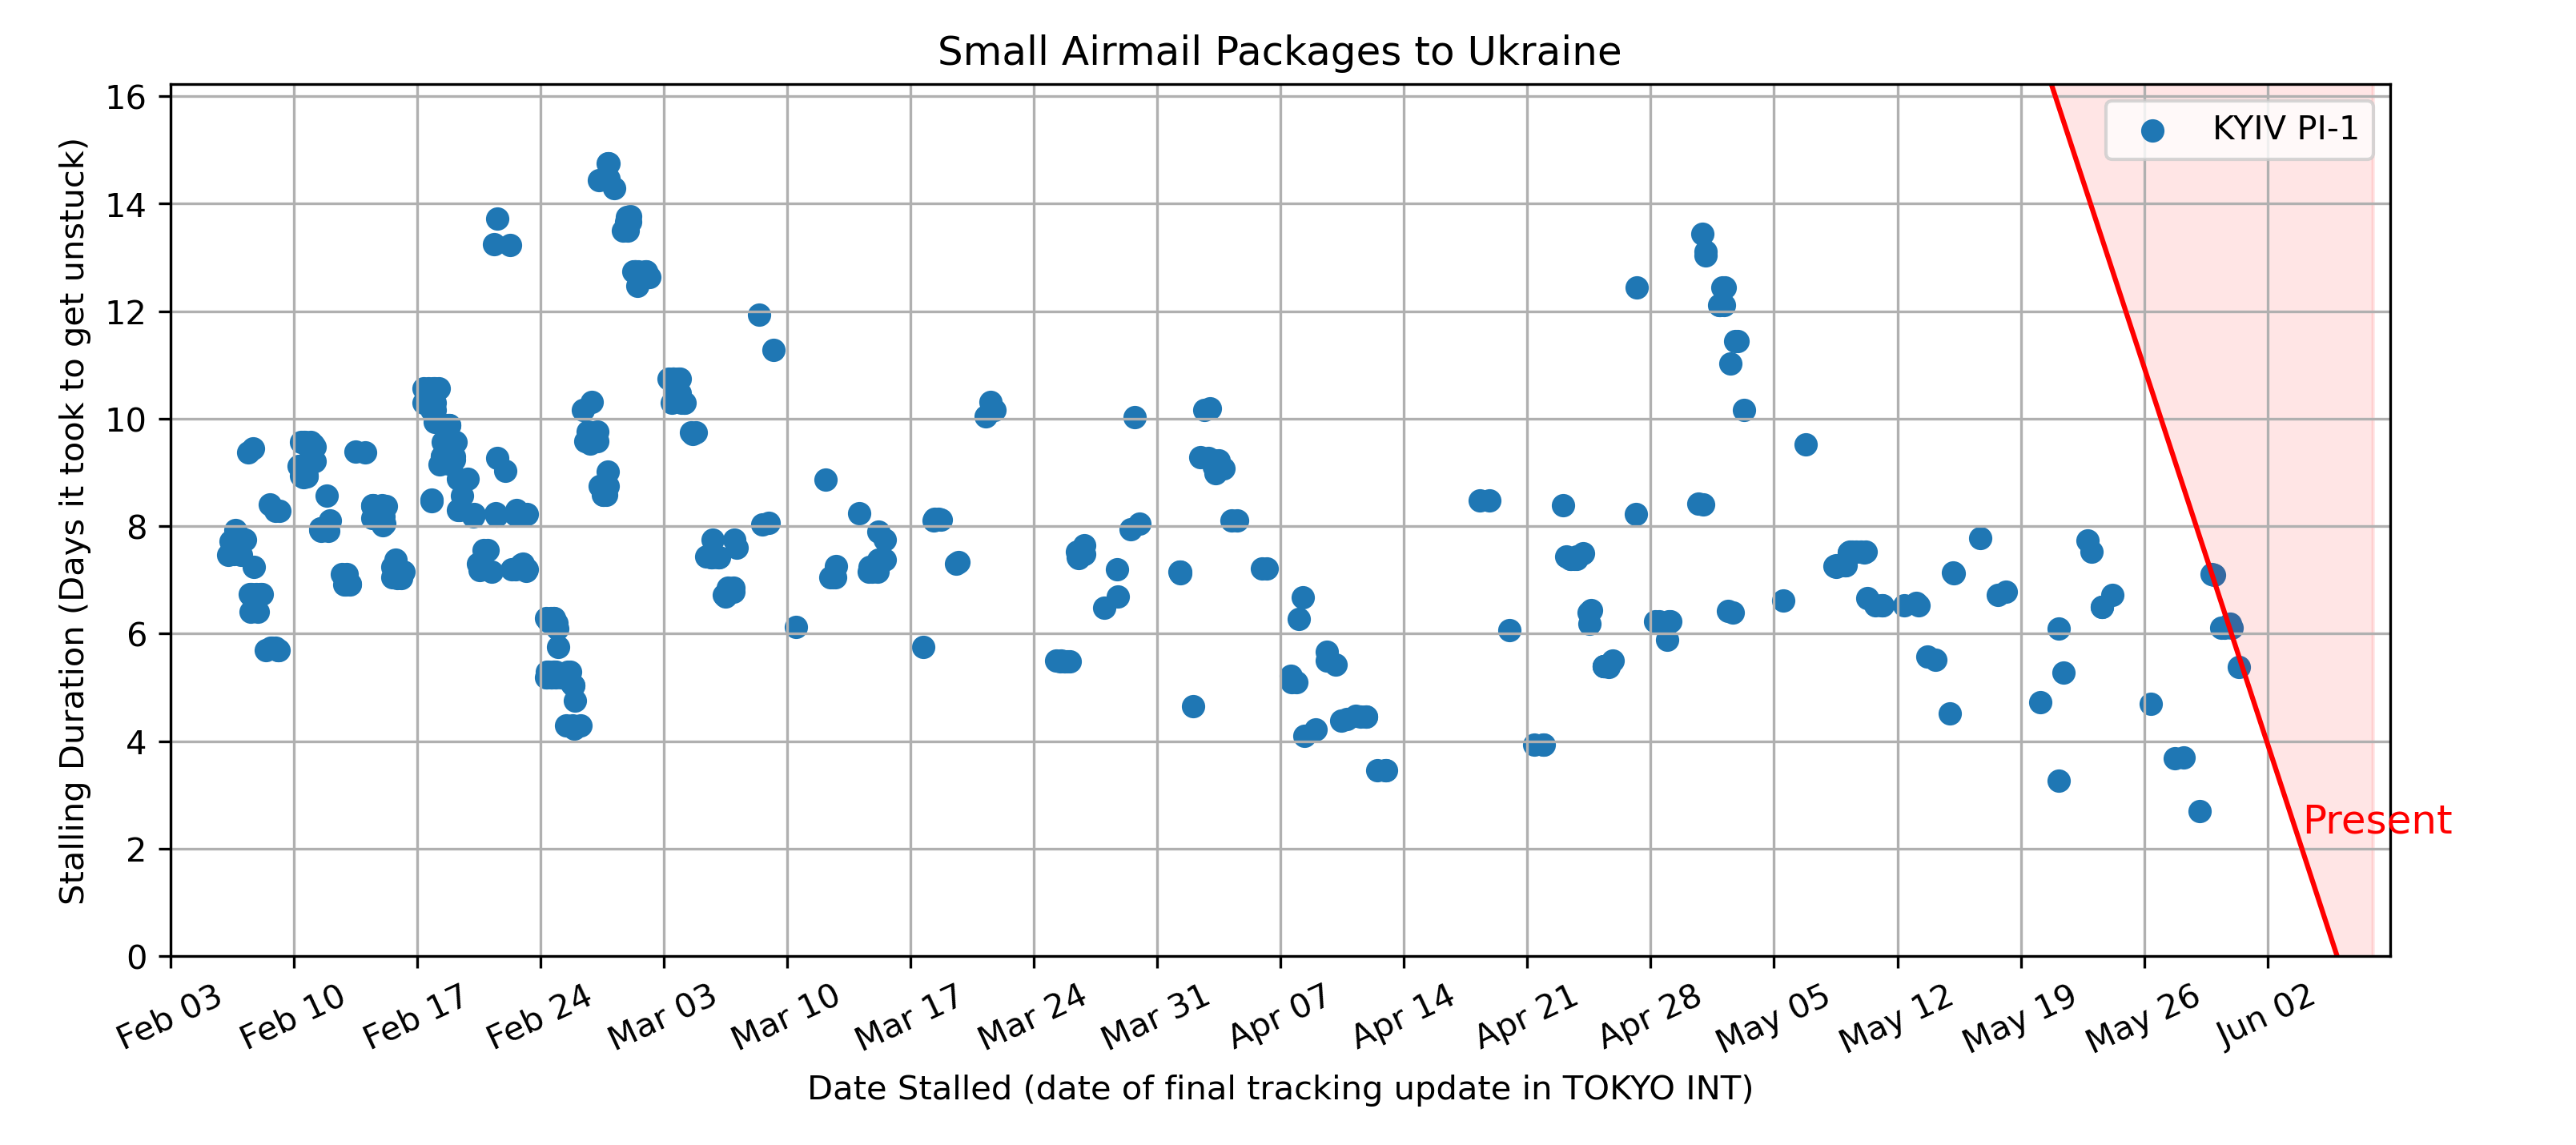 Small Airmail Packages to Ukraine
Stalling Duration (Days it took to get unstuck)
16
14
12
10
8
6
4
2
0
KYIV PI-1
Present
Feb 03
Feb 10
Feb 17
Feb 24
Mar 03
Mar 10
Mar 17
Mar 24
Mar 31
Apr 07
Apr 14
Apr 21
Apr 28
May 05
May 12
May 19
May 26
Jun 02
Date Stalled (date of final tracking update in TOKYO INT)